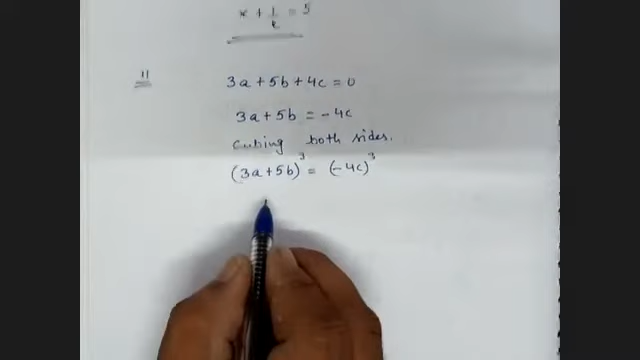 x + 1/x = 5
11
3a + 5b + 4c = 0
3a + 5b = - 4c
Cubing both sides.
(3a + 5b)³ = (- 4c)³